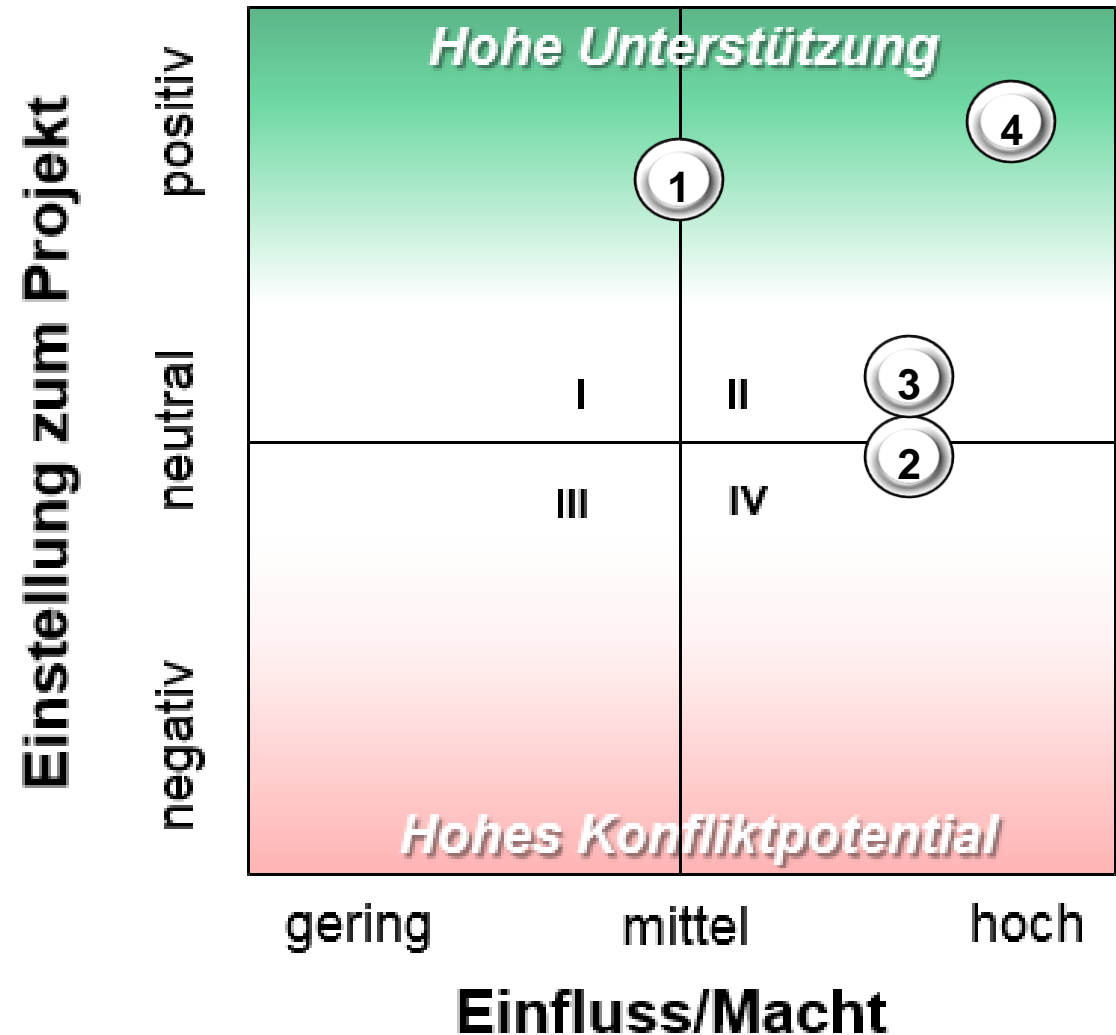 Hohe Unterstützung
4
1
3
I
II
2
III
IV
Hohes Konfliktpotential
Einstellung zum Projekt
positiv
neutral
negativ
gering
mittel
hoch
Einfluss/Macht